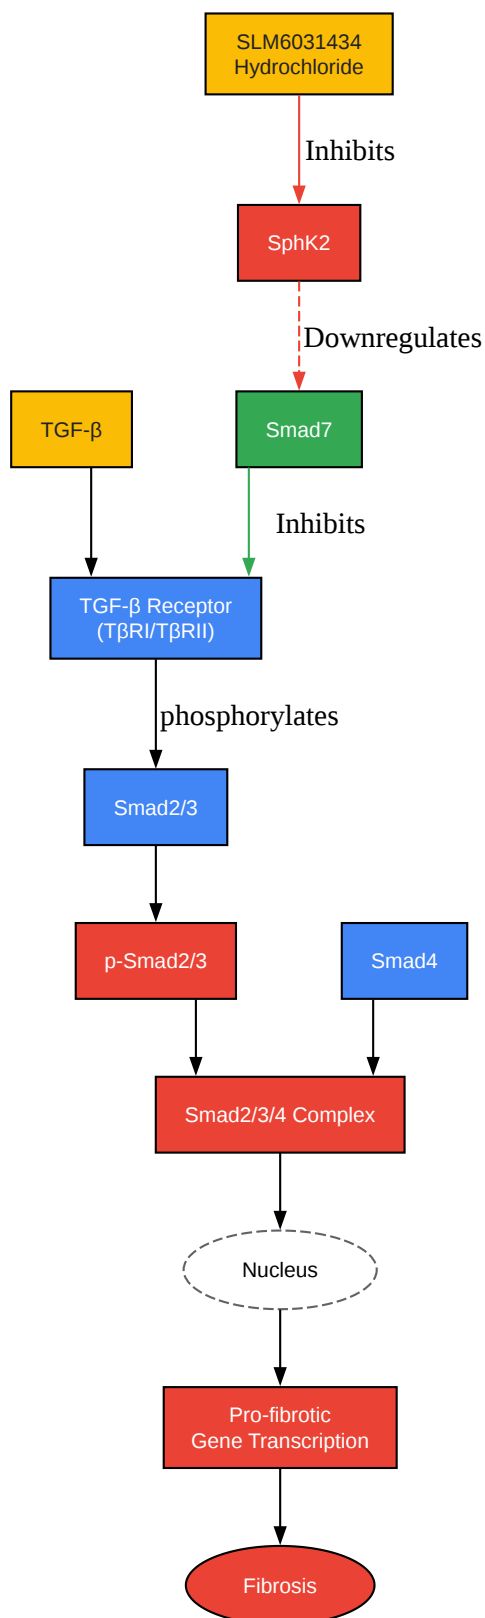 SLM6031434
Hydrochloride
Inhibits
SphK2
Downregulates
TGF-β
Smad7
Inhibits
TGF-β Receptor
(TβRI/TβRII)
phosphorylates
Smad2/3
p-Smad2/3
Smad4
Smad2/3/4 Complex
Nucleus
Pro-fibrotic
Gene Transcription
Fibrosis